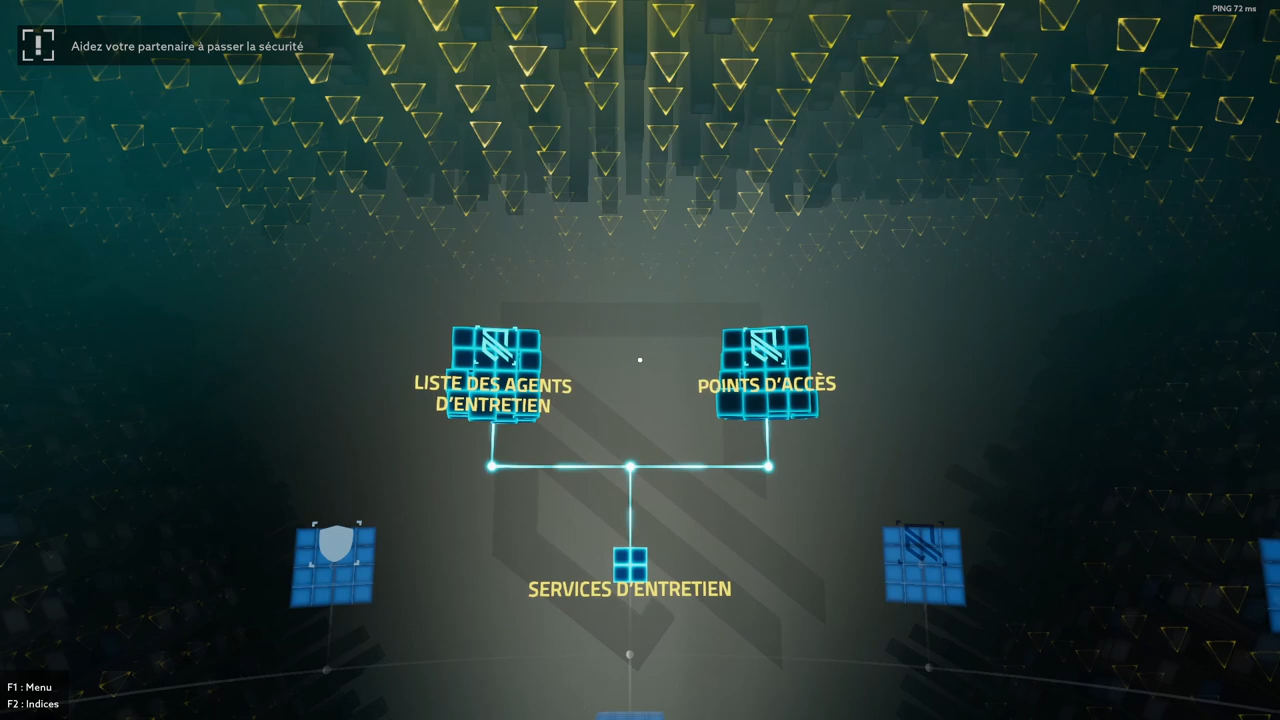 PING 72 ms
Aidez votre partenaire à passer la sécurité
LISTE DES AGENTS
D'ENTRETIEN
POINTS D'ACCÈS
SERVICES D'ENTRETIEN
F1 : Menu
F2 : Indices